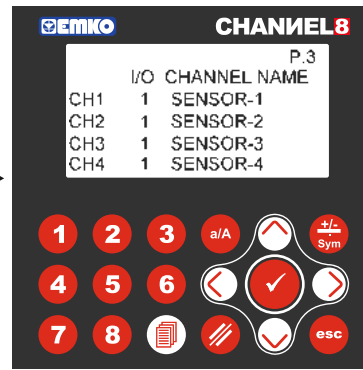 EMKO CHANNEL8
P.3
I/O CHANNEL NAME
CH1 1 SENSOR-1
CH2 1 SENSOR-2
CH3 1 SENSOR-3
CH4 1 SENSOR-4
1 2 3 a/A +/- Sym
4 5 6
7 8 esc